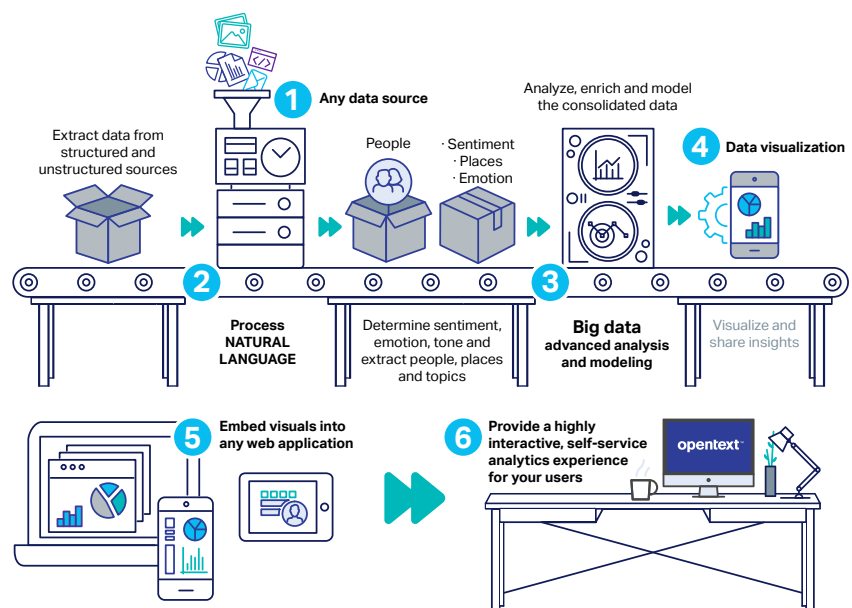 1
Any data source
Extract data from
structured and
unstructured sources
People
· Sentiment
· Places
· Emotion
Analyze, enrich and model
the consolidated data
4
Data visualization
</>
2
Process
NATURAL
LANGUAGE
Determine sentiment,
emotion, tone and
extract people, places
and topics
3
Big data
advanced analysis
and modeling
Visualize and
share insights
5
Embed visuals into
any web application
6
Provide a highly
interactive, self-service
analytics experience
for your users
opentext™